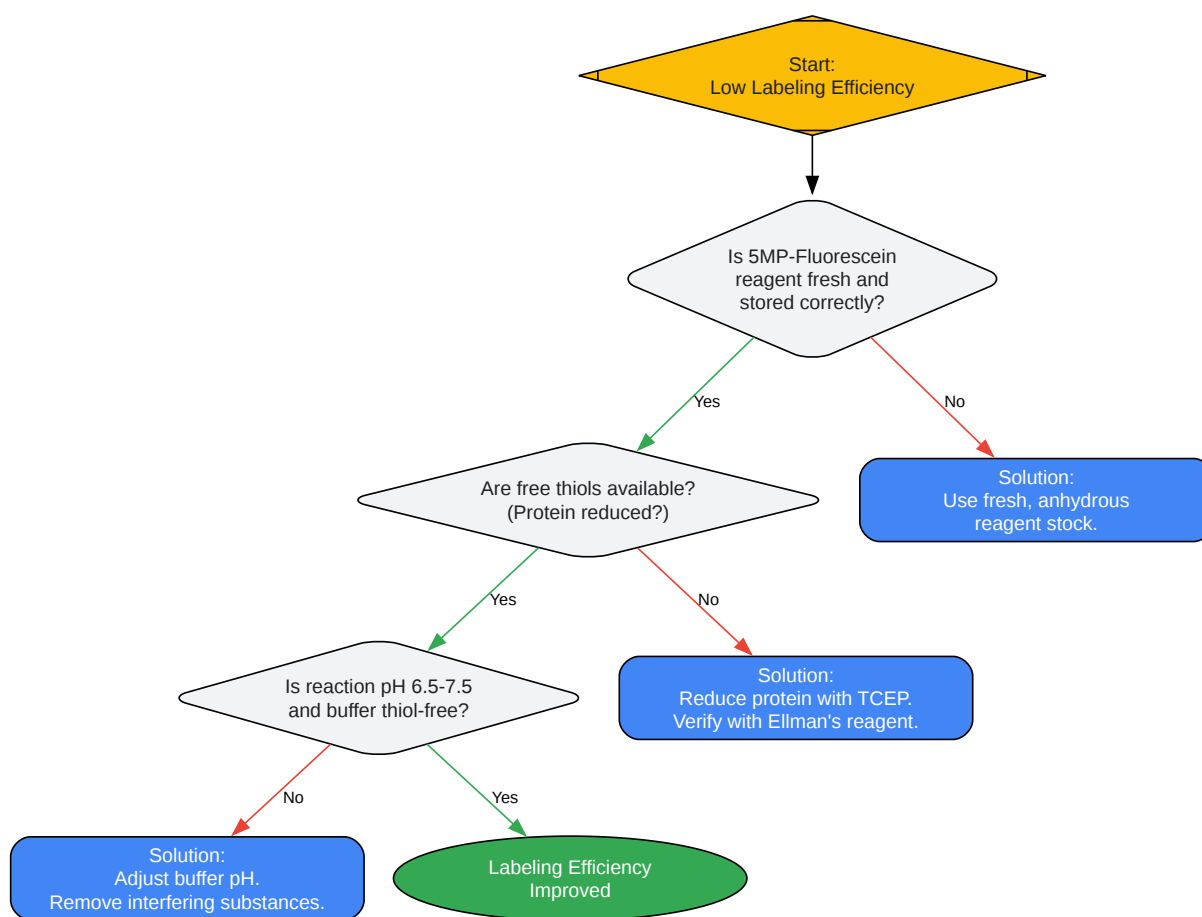 Start:
Low Labeling Efficiency
Is 5MP-Fluorescein
reagent fresh and
stored correctly?
Yes
No
Are free thiols available?
(Protein reduced?)
Solution:
Use fresh, anhydrous
reagent stock.
Yes
No
Is reaction pH 6.5-7.5
and buffer thiol-free?
Solution:
Reduce protein with TCEP.
Verify with Ellman's reagent.
No
Yes
Solution:
Adjust buffer pH.
Remove interfering substances.
Labeling Efficiency
Improved